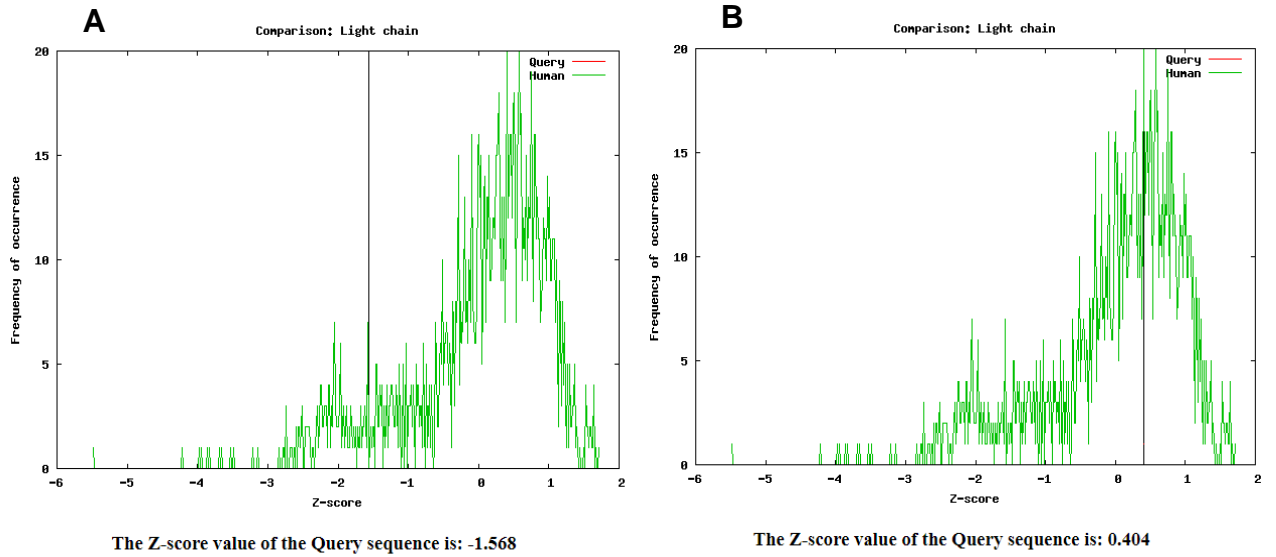 A
Comparison: Light chain
Query
Human
20
15
10
5
0
Frequency of occurrence
-6 -5 -4 -3 -2 -1 0 1 2
Z-score
The Z-score value of the Query sequence is: -1.568
B
Comparison: Light chain
Query
Human
20
15
10
5
0
Frequency of occurrence
-6 -5 -4 -3 -2 -1 0 1 2
Z-score
The Z-score value of the Query sequence is: 0.404